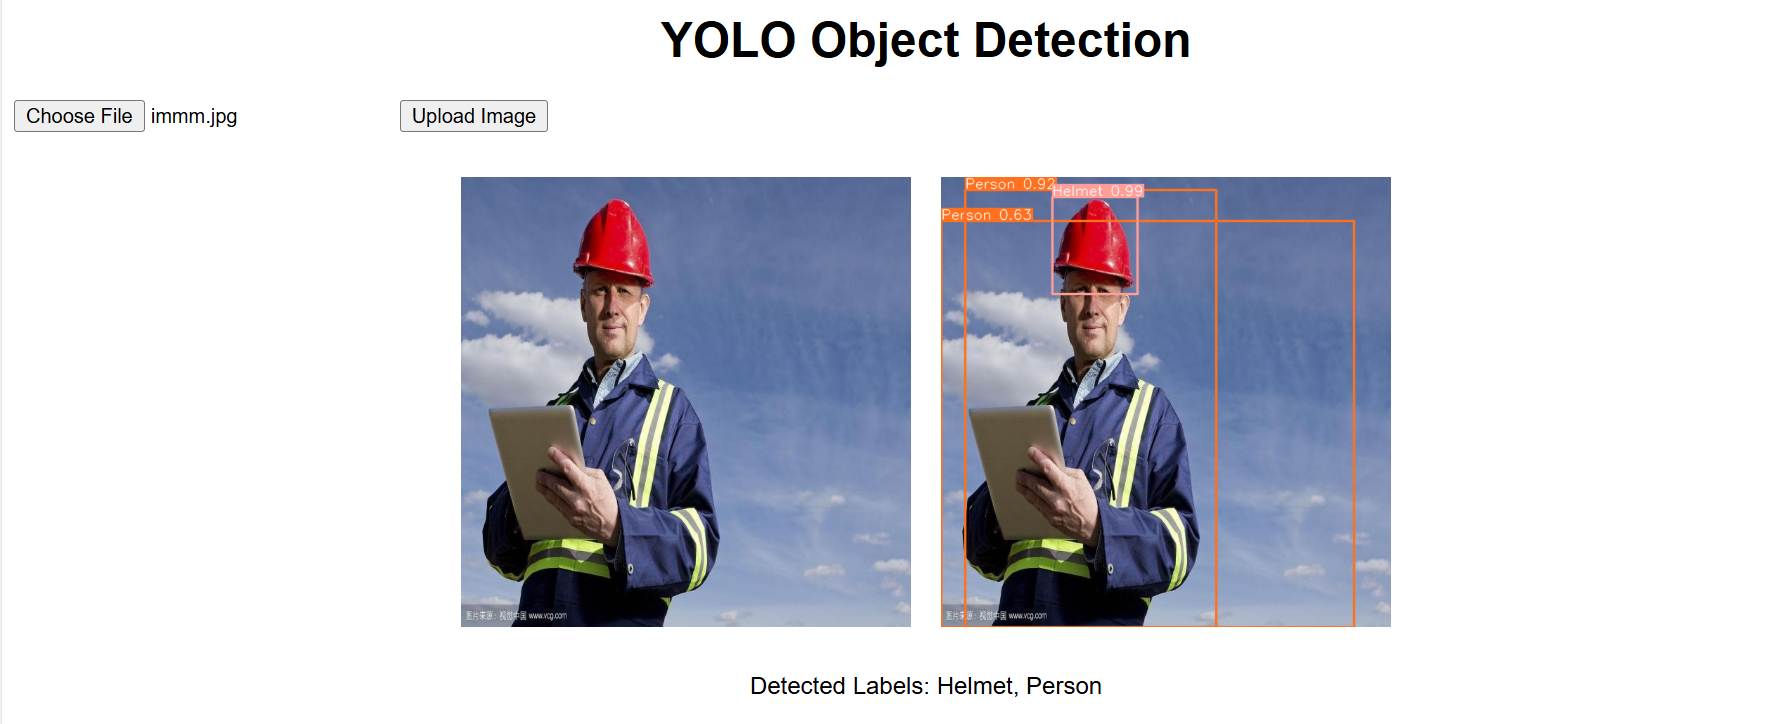 YOLO Object Detection
Choose File immm.jpg Upload Image
Person 0.92
Helmet 0.99
Person 0.63
图片来源：视觉中国 www.vcg.com
图片来源：视觉中国 www.vcg.com
Detected Labels: Helmet, Person